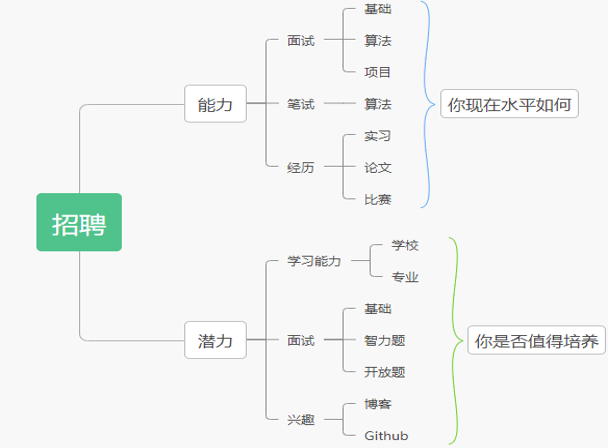 招聘
能力
面试
基础
算法
项目
笔试
算法
经历
实习
论文
比赛
你现在水平如何
潜力
学习能力
学校
专业
面试
基础
智力题
开放题
兴趣
博客
Github
你是否值得培养